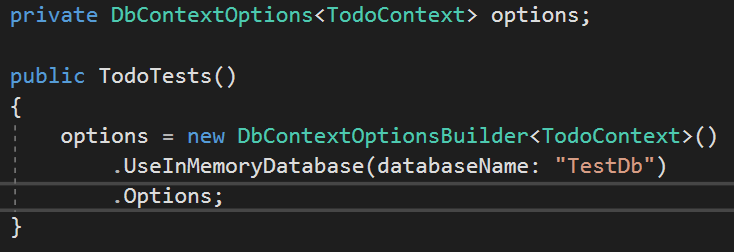 private DbContextOptions<TodoContext> options;
public TodoTests()
{
options = new DbContextOptionsBuilder<TodoContext>()
.UseInMemoryDatabase(databaseName: "TestDb")
.Options;
}